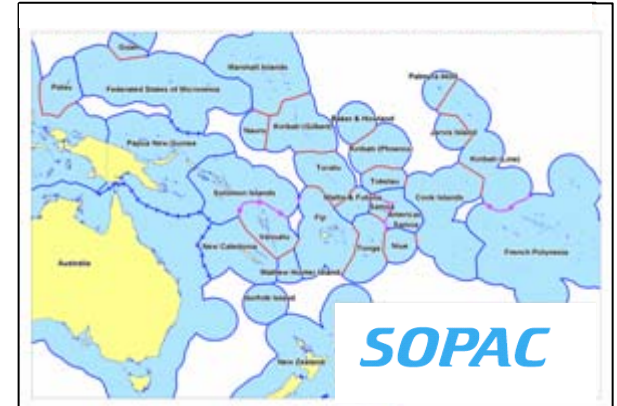 Guam
Marshall Islands
Palau
Federated States of Micronesia
Palmyra Atoll
Nauru
Kiribati (Gilbert)
Baker & Howland
Jarvis Island
Papua New Guinea
Kiribati (Phoenix)
Kiribati (Line)
Tuvalu
Tokelau
Solomon Islands
Wallis & Futuna
Samoa
Cook Islands
American
Samoa
Fiji
Vanuatu
New Caledonia
Tonga
Niue
French Polynesia
Australia
Mathew Hunter Island
Norfolk Island
New Zealand
SOPAC